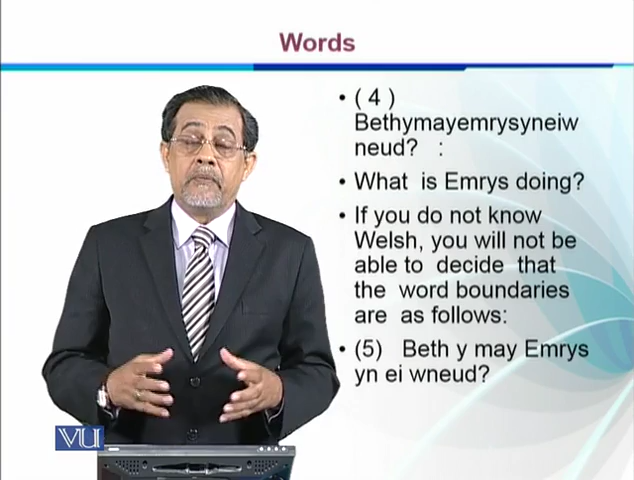 Words
• ( 4 )
Bethymayemrysyneiw
neud?   :
• What  is Emrys doing?
• If you do not know
Welsh, you will not be
able to  decide  that
the  word boundaries
are  as follows:
• (5)   Beth y may Emrys
yn ei wneud?
VU